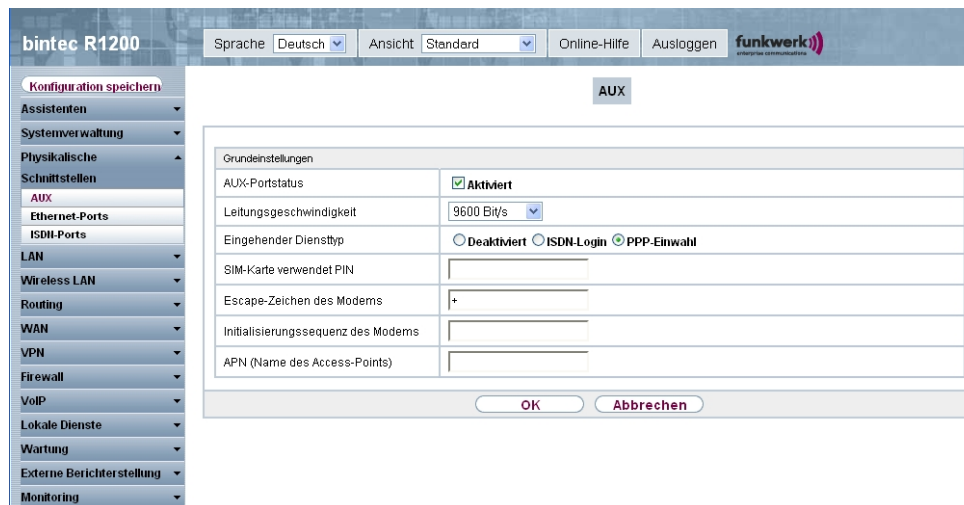 bintec R1200
Sprache Deutsch Ansicht Standard Online-Hilfe Ausloggen funkwerk
enterprise communications
Konfiguration speichern
Assistenten
Systemverwaltung
Physikalische
Schnittstellen
AUX
Ethernet-Ports
ISDN-Ports
LAN
Wireless LAN
Routing
WAN
VPN
Firewall
VoIP
Lokale Dienste
Wartung
Externe Berichterstellung
Monitoring
AUX
Grundeinstellungen
AUX-Portstatus Aktiviert
Leitungsgeschwindigkeit 9600 Bit/s
Eingehender Diensttyp Deaktiviert ISDN-Login PPP-Einwahl
SIM-Karte verwendet PIN
Escape-Zeichen des Modems +
Initialisierungssequenz des Modems
APN (Name des Access-Points)
OK Abbrechen